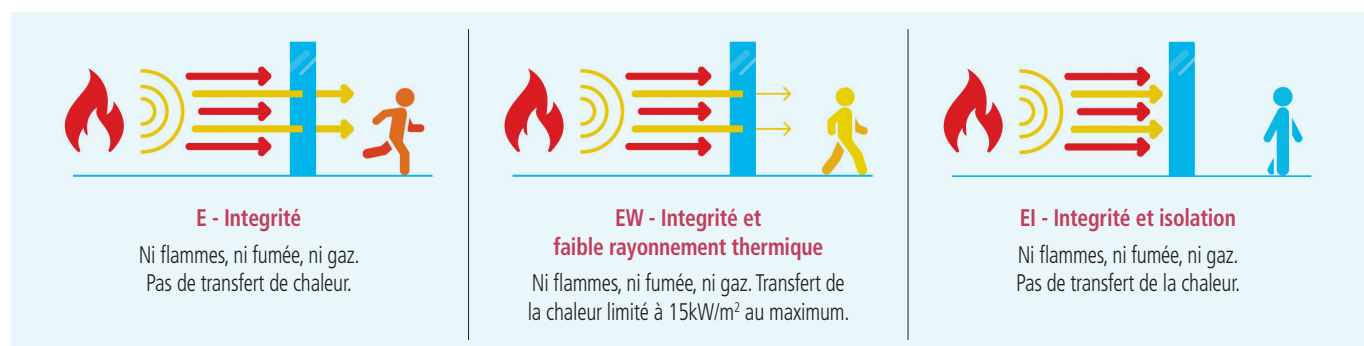 E - Integrité
Ni flammes, ni fumée, ni gaz.
Pas de transfert de chaleur.
EW - Integrité et
faible rayonnement thermique
Ni flammes, ni fumée, ni gaz. Transfert de
la chaleur limité à 15kW/m² au maximum.
EI - Integrité et isolation
Ni flammes, ni fumée, ni gaz.
Pas de transfert de la chaleur.